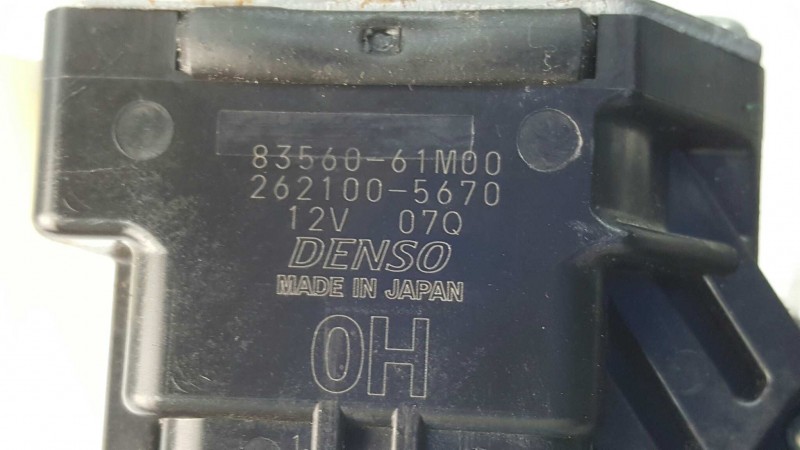 83560-61M00
262100-5670
12V 07Q
DENSO
MADE IN JAPAN
0H